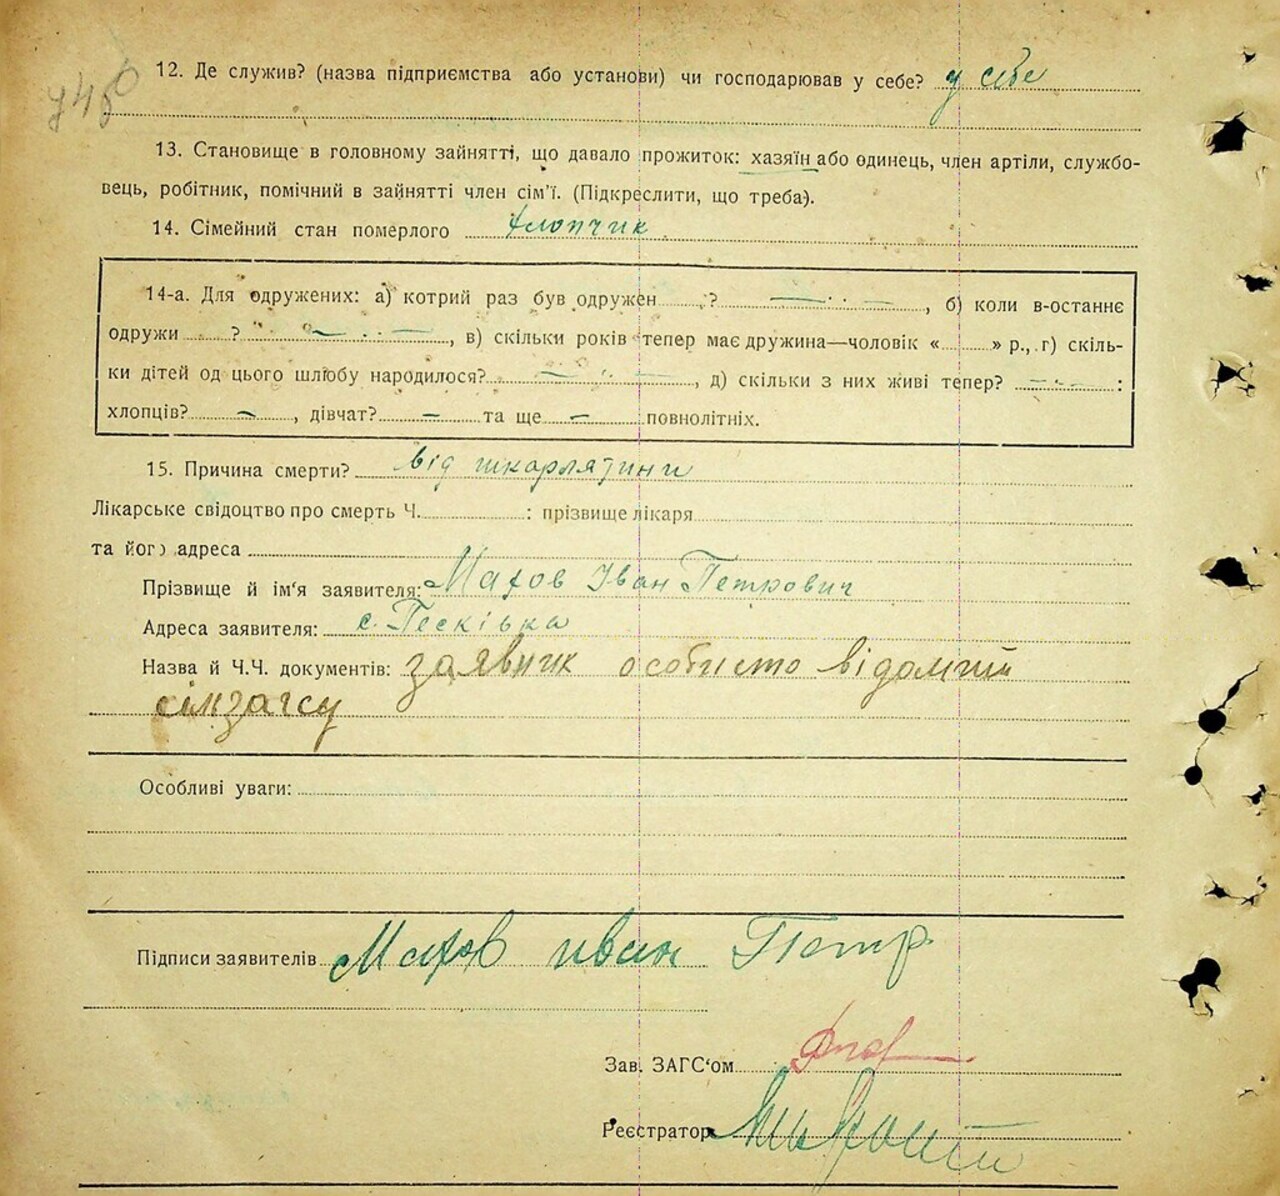 12. Де служив? (назва підприємства або установи) чи господарював у себе? у себе
13. Становище в головному зайнятті, що давало прожиток: хазяїн або одинець, член артіли, службо-
вець, робітник, помічний в зайнятті член сім'ї. (Підкреслити, що треба).
14. Сімейний стан померлого хлопчик
14-а. Для одружених: а) котрий раз був одружен ? — , б) коли в-останнє
одружи ? — , в) скільки років тепер має дружина—чоловік « » р., г) скіль-
ки дітей од цього шлюбу народилося? — , д) скільки з них живі тепер? — :
хлопців? — , дівчат? — та ще — повнолітніх.
15. Причина смерти? від шкарлятини
Лікарське свідоцтво про смерть Ч. : прізвище лікаря
та його адреса
Прізвище й ім'я заявителя: Махов Іван Петрович
Адреса заявителя: с. Песківка
Назва й Ч.Ч. документів: заявник особисто відомий
сілзагсу
Особливі уваги:
Підписи заявителів Махов иван Петр
Зав. ЗАГС'ом
Реєстратор